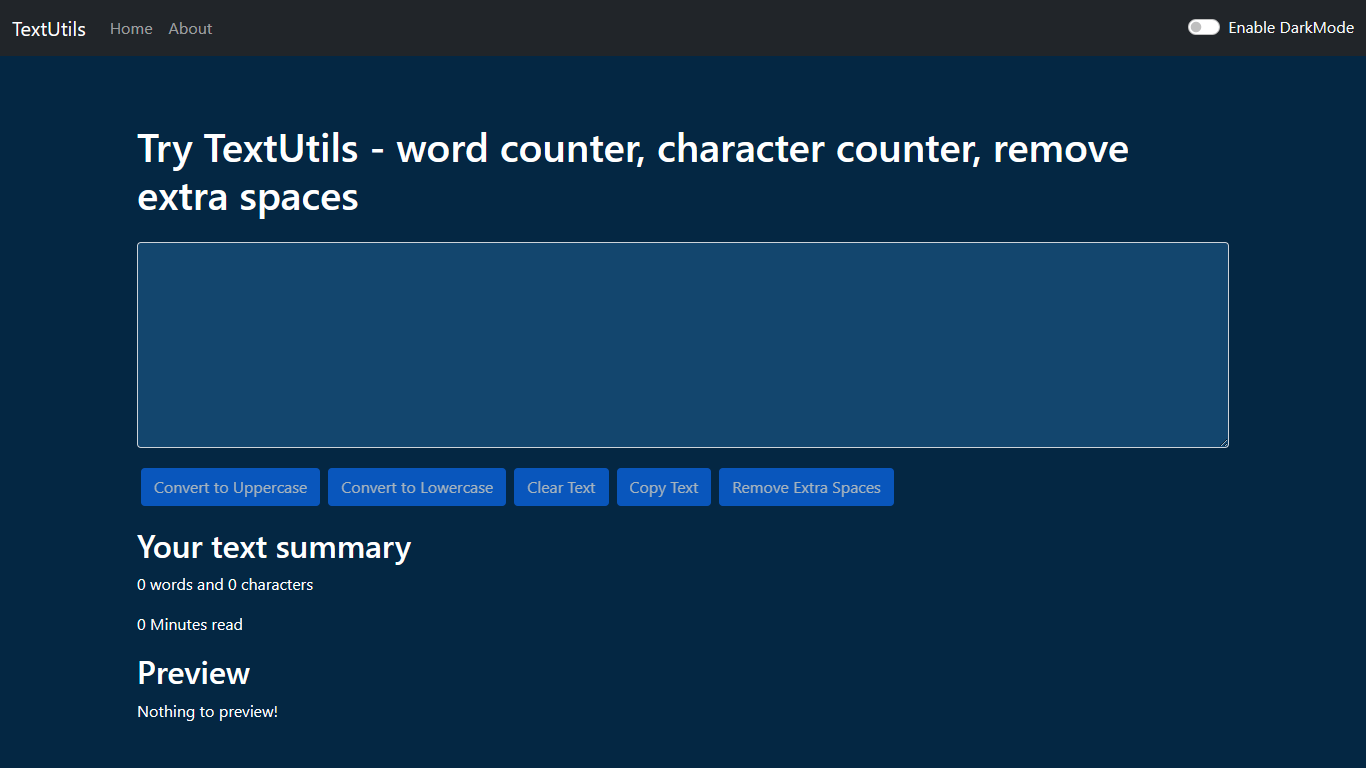 TextUtils Home About Enable DarkMode
Try TextUtils - word counter, character counter, remove
extra spaces
Convert to Uppercase Convert to Lowercase Clear Text Copy Text Remove Extra Spaces
Your text summary
0 words and 0 characters
0 Minutes read
Preview
Nothing to preview!